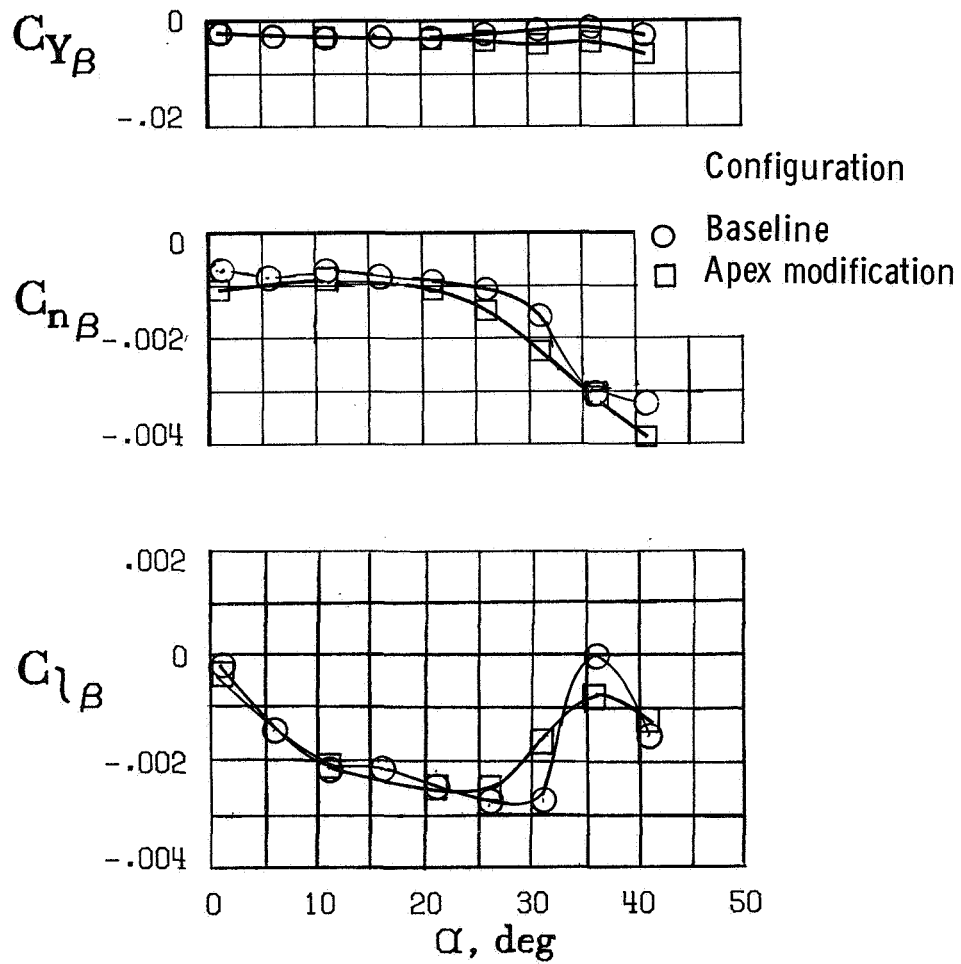 0
C_Yβ
-.02
Configuration
Baseline
Apex modification
0
C_nβ
-.002
-.004
.002
0
C_lβ
-.002
-.004
0 10 20 30 40 50
α, deg